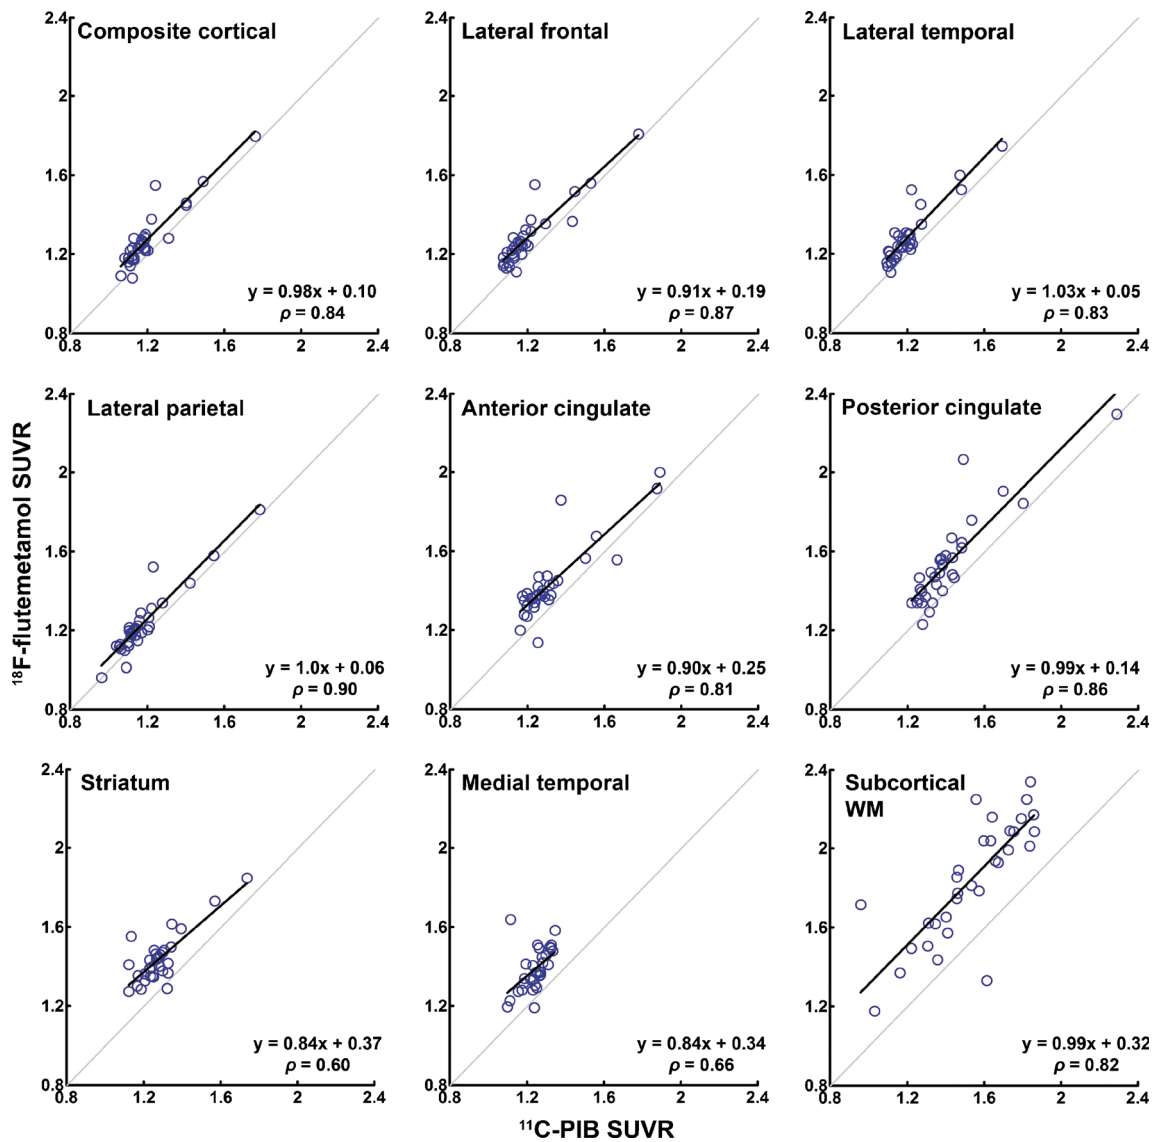 Composite cortical
2.4
2
1.6
1.2
0.8
y = 0.98x + 0.10
ρ = 0.84
0.8 1.2 1.6 2 2.4
Lateral frontal
2.4
2
1.6
1.2
0.8
y = 0.91x + 0.19
ρ = 0.87
0.8 1.2 1.6 2 2.4
Lateral temporal
2.4
2
1.6
1.2
0.8
y = 1.03x + 0.05
ρ = 0.83
0.8 1.2 1.6 2 2.4
18F-flutemetamol SUVR
Lateral parietal
2.4
2
1.6
1.2
0.8
y = 1.0x + 0.06
ρ = 0.90
0.8 1.2 1.6 2 2.4
Anterior cingulate
2.4
2
1.6
1.2
0.8
y = 0.90x + 0.25
ρ = 0.81
0.8 1.2 1.6 2 2.4
Posterior cingulate
2.4
2
1.6
1.2
0.8
y = 0.99x + 0.14
ρ = 0.86
0.8 1.2 1.6 2 2.4
Striatum
2.4
2
1.6
1.2
0.8
y = 0.84x + 0.37
ρ = 0.60
0.8 1.2 1.6 2 2.4
Medial temporal
2.4
2
1.6
1.2
0.8
y = 0.84x + 0.34
ρ = 0.66
0.8 1.2 1.6 2 2.4
Subcortical
WM
2.4
2
1.6
1.2
0.8
y = 0.99x + 0.32
ρ = 0.82
0.8 1.2 1.6 2 2.4
11C-PIB SUVR